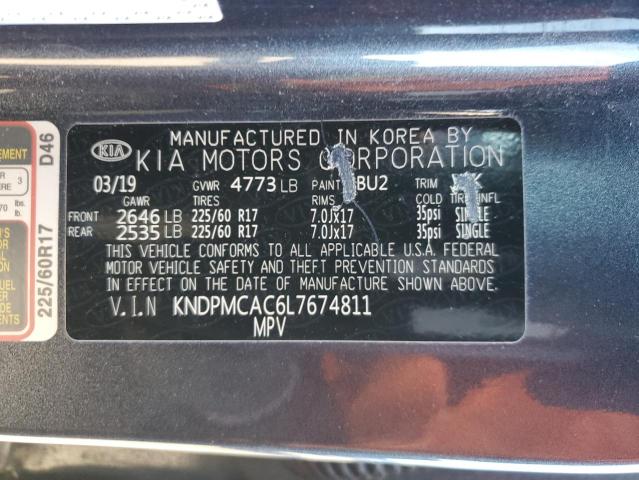 MANUFACTURED IN KOREA BY
KIA KIA MOTORS CORPORATION
03/19 GVWR 4773 LB PAINT BU2 TRIM
GAWR TIRES RIMS COLD TIRE INFL
FRONT 2646 LB 225/60 R17 7.0JX17 35psi SINGLE
REAR 2535 LB 225/60 R17 7.0JX17 35psi SINGLE
THIS VEHICLE CONFORMS TO ALL APPLICABLE U.S.A. FEDERAL
MOTOR VEHICLE SAFETY AND THEFT PREVENTION STANDARDS
IN EFFECT ON THE DATE OF MANUFACTURE SHOWN ABOVE.
V.I.N KNDPMCAC6L7674811
MPV
225/60R17 D46